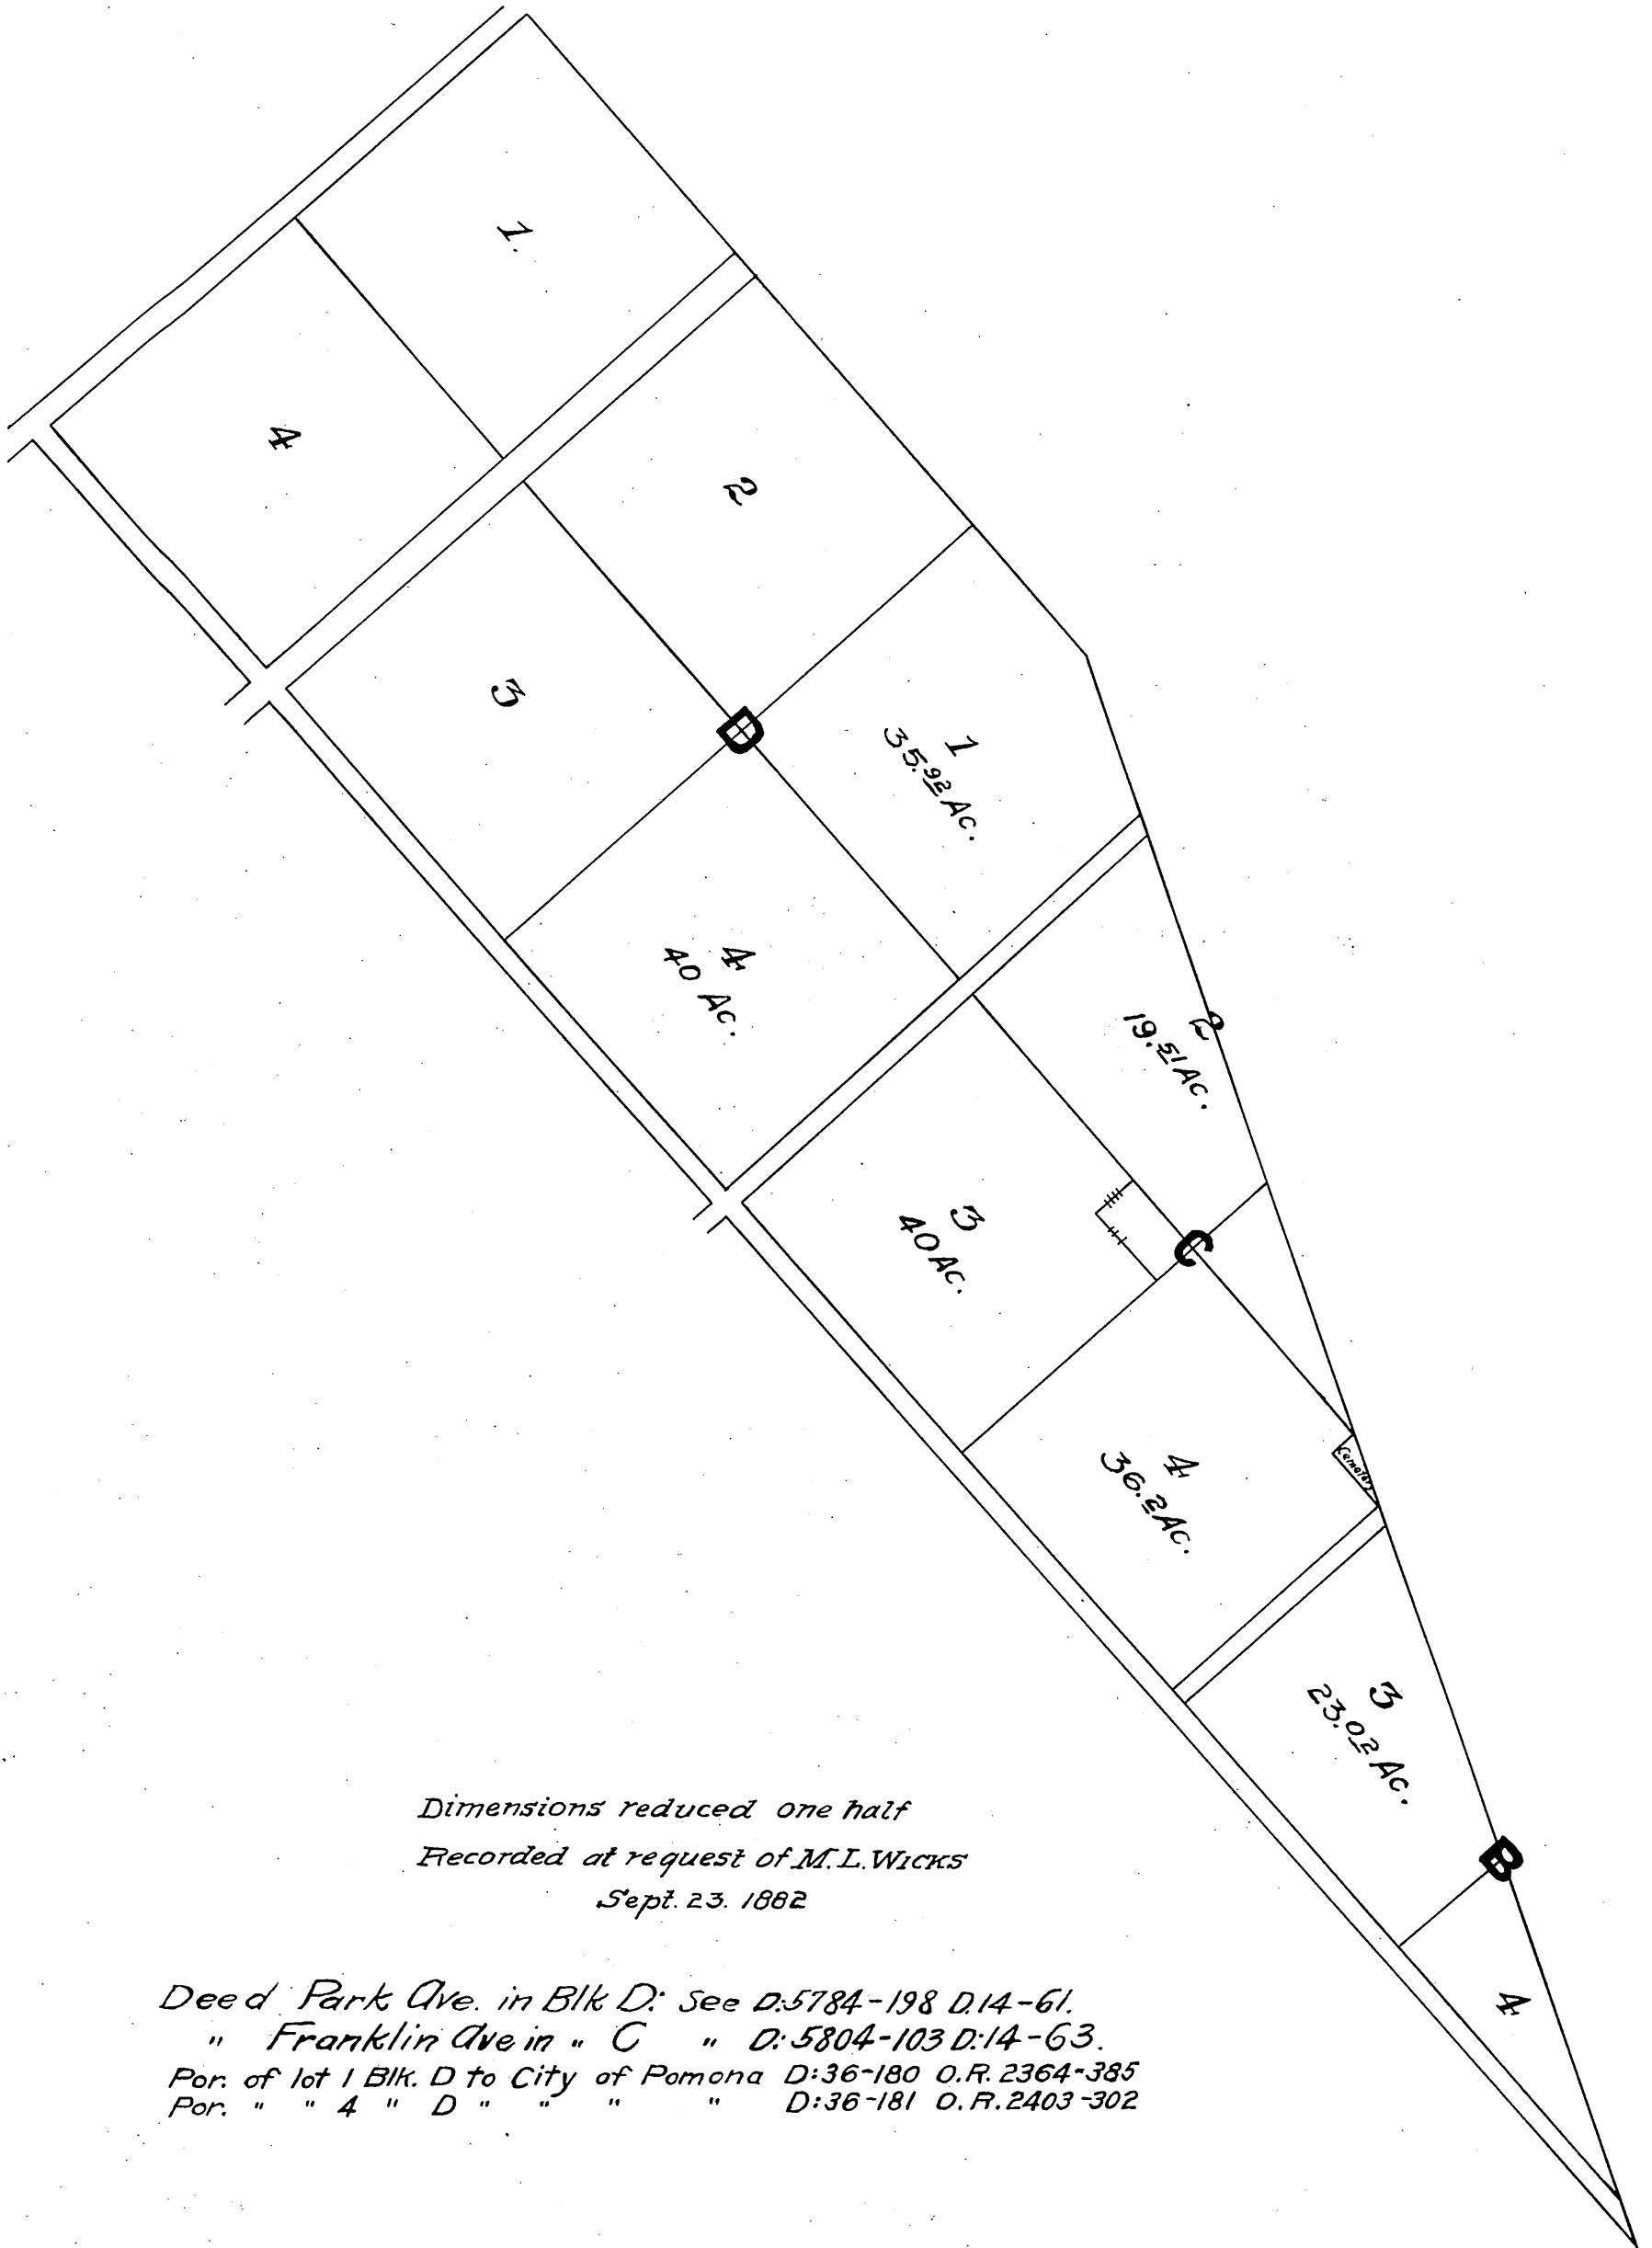 1.
4
2
3
D
1
35.92 Ac.
4
40 Ac.
2
19.51 Ac.
3
40 Ac.
C
4
36.2 Ac.
Cemetery
3
23.02 Ac.
B
4
Dimensions reduced one half
Recorded at request of M.L. Wicks
Sept. 23. 1882
Deed Park Ave. in Blk D: See D:5784-198 D.14-61.
" Franklin Ave in " C " D:5804-103 D:14-63.
Por. of lot 1 Blk. D to City of Pomona D:36-180 O.R. 2364-385
Por. " " 4 " D " " " " D:36-181 O.R. 2403-302